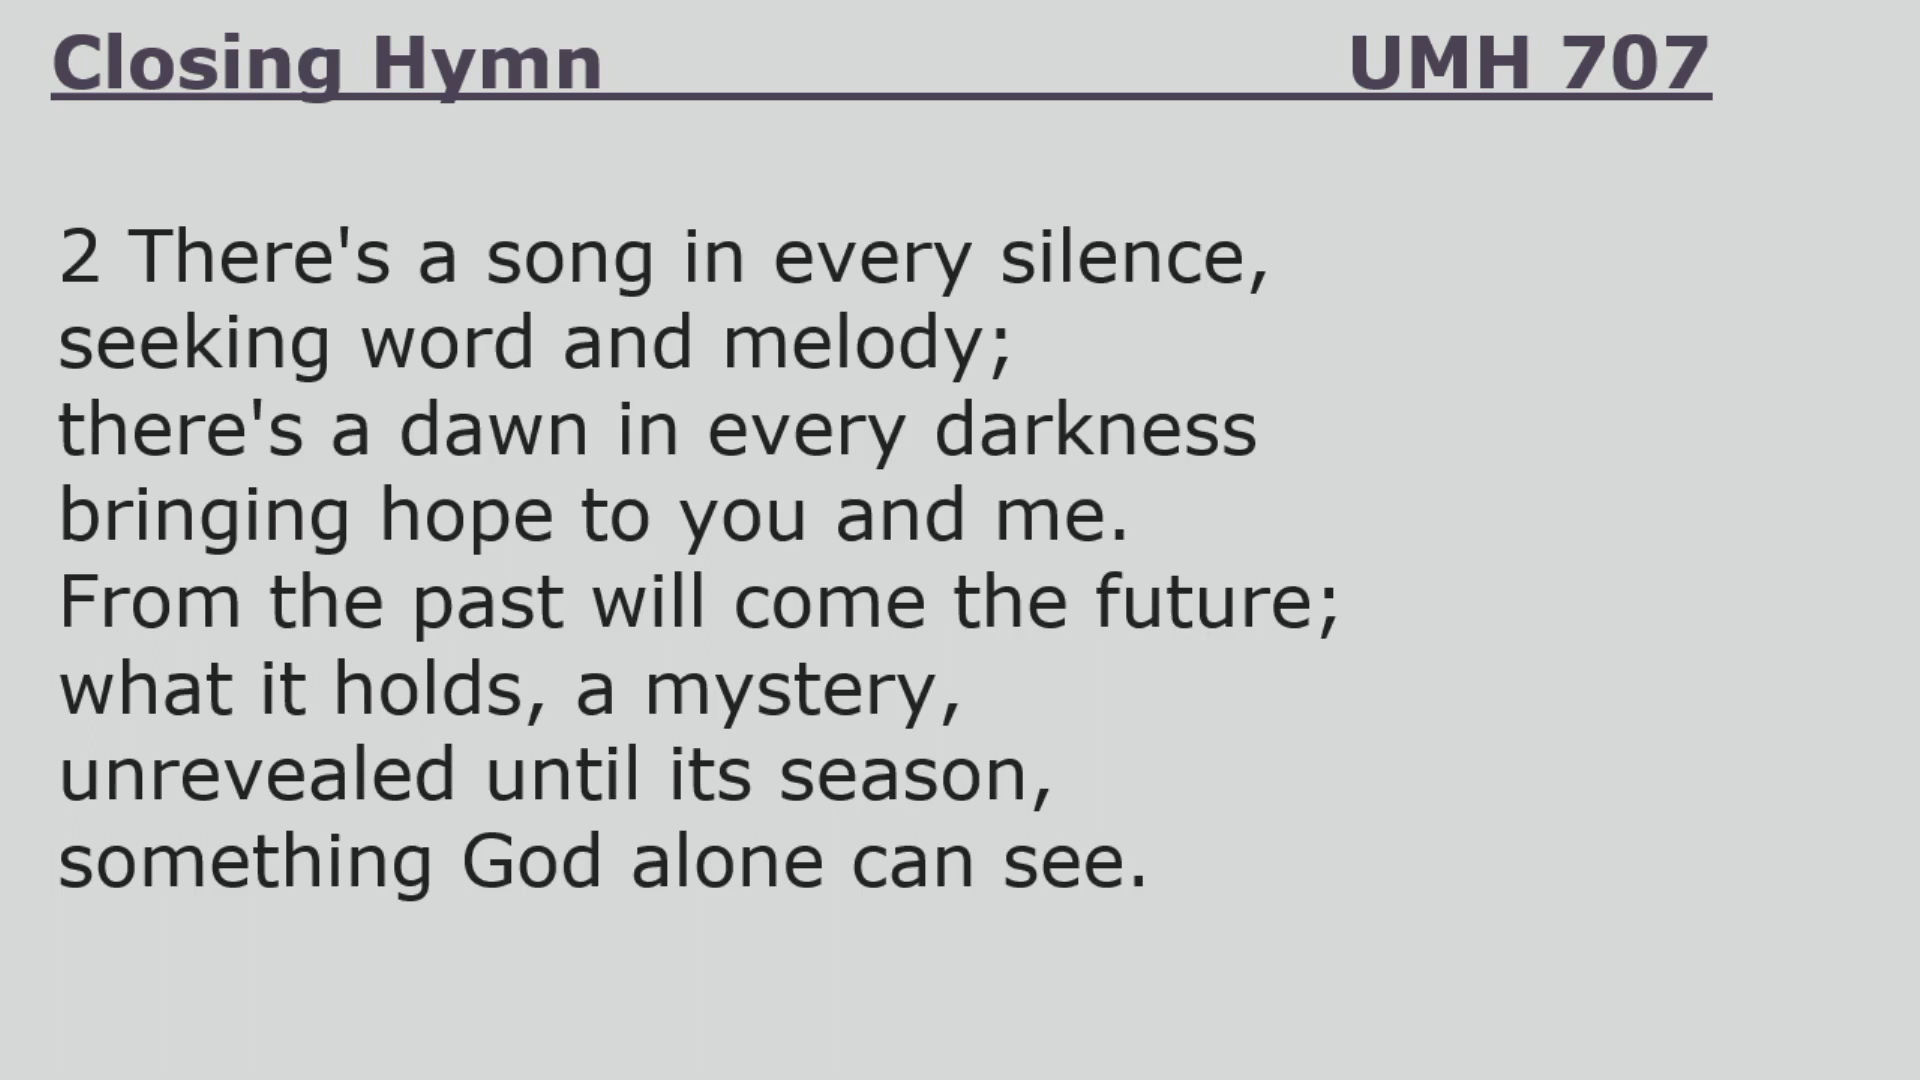 Closing Hymn UMH 707
2 There's a song in every silence,
seeking word and melody;
there's a dawn in every darkness
bringing hope to you and me.
From the past will come the future;
what it holds, a mystery,
unrevealed until its season,
something God alone can see.